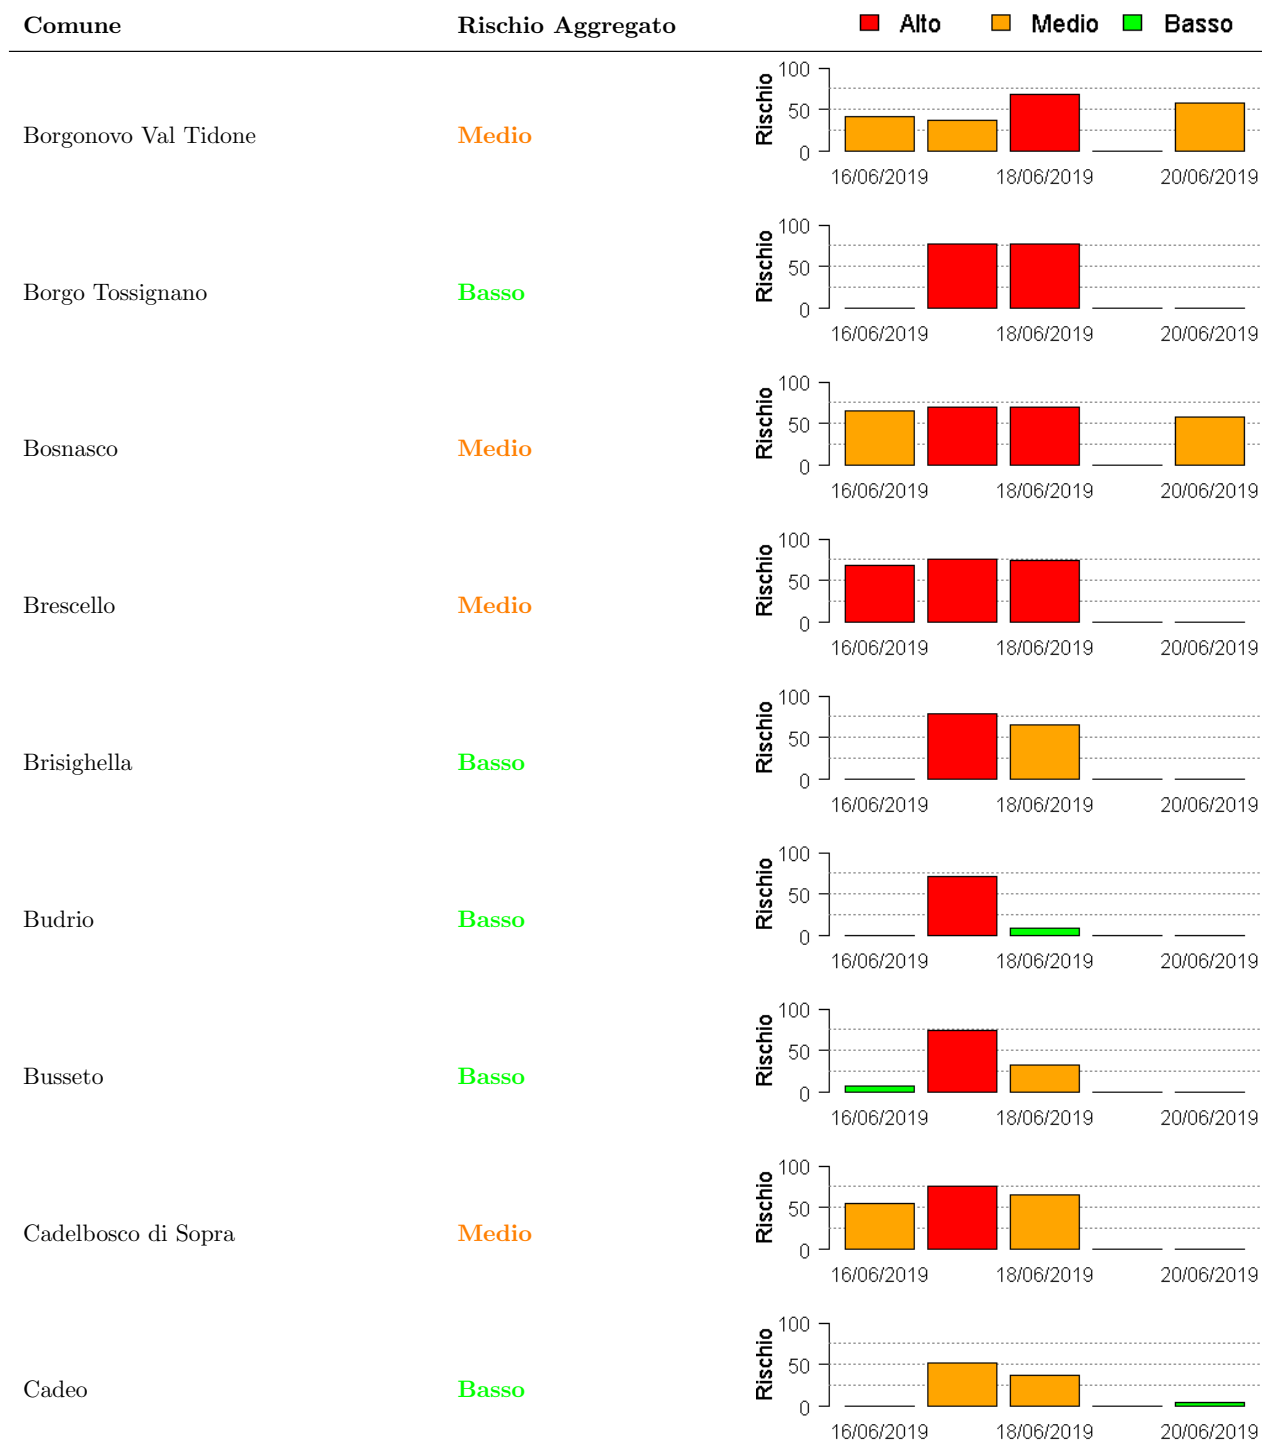 Comune Rischio Aggregato Alto Medio Basso
Borgonovo Val Tidone Medio Rischio 100 50 0
16/06/2019 18/06/2019 20/06/2019
Borgo Tossignano Basso Rischio 100 50 0
16/06/2019 18/06/2019 20/06/2019
Bosnasco Medio Rischio 100 50 0
16/06/2019 18/06/2019 20/06/2019
Brescello Medio Rischio 100 50 0
16/06/2019 18/06/2019 20/06/2019
Brisighella Basso Rischio 100 50 0
16/06/2019 18/06/2019 20/06/2019
Budrio Basso Rischio 100 50 0
16/06/2019 18/06/2019 20/06/2019
Busseto Basso Rischio 100 50 0
16/06/2019 18/06/2019 20/06/2019
Cadelbosco di Sopra Medio Rischio 100 50 0
16/06/2019 18/06/2019 20/06/2019
Cadeo Basso Rischio 100 50 0
16/06/2019 18/06/2019 20/06/2019